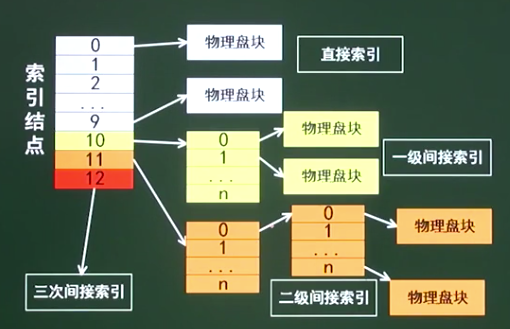 索引结点
0
1
2
...
9
10
11
12
物理盘块
直接索引
物理盘块
0
1
...
n
物理盘块
物理盘块
一级间接索引
0
1
...
n
0
1
...
n
物理盘块
物理盘块
二级间接索引
三次间接索引